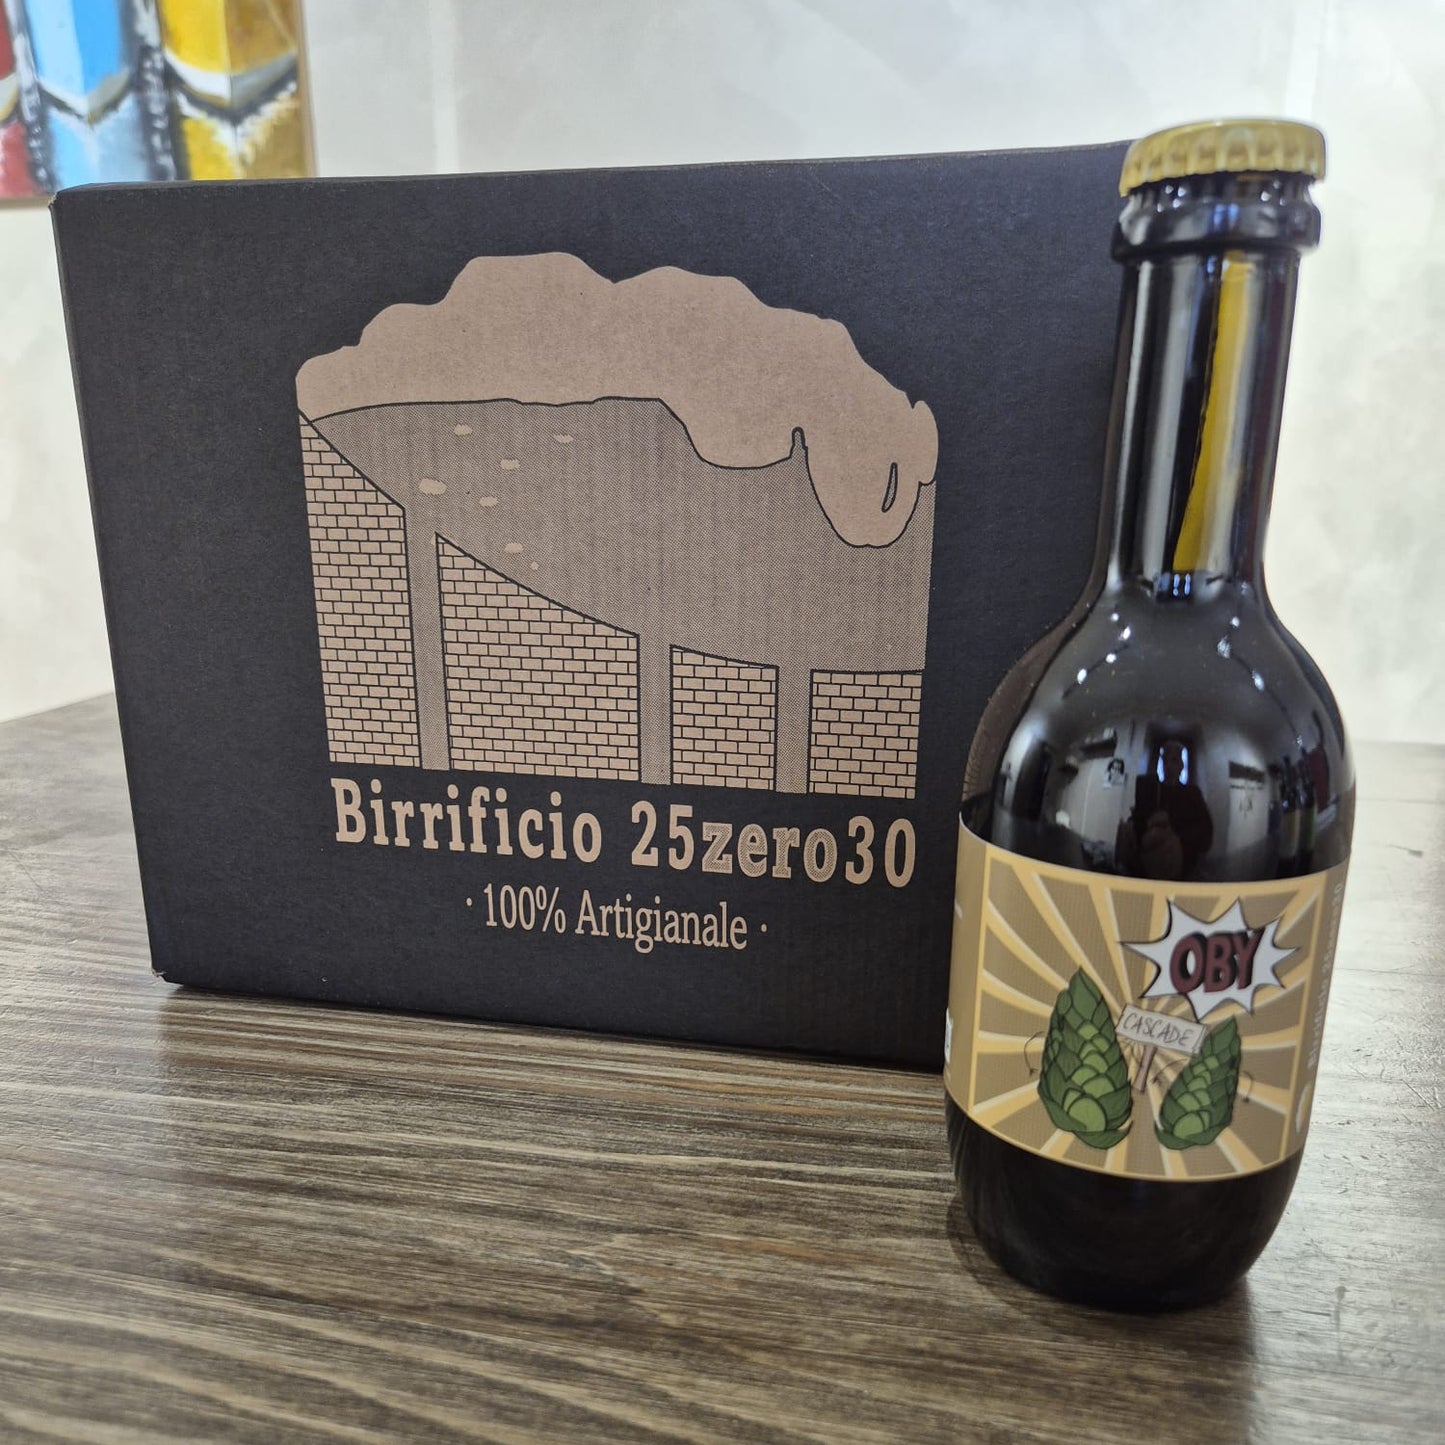 Birrificio 25zero30
· 100% Artigianale ·
OBY
CASCADE